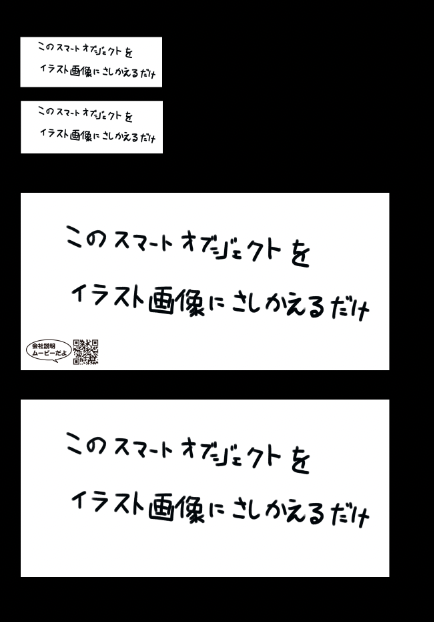 このスマートオブジェクトを
イラスト画像にさしかえるだけ
このスマートオブジェクトを
イラスト画像にさしかえるだけ
このスマートオブジェクトを
イラスト画像にさしかえるだけ
会社説明
ムービーだよ
このスマートオブジェクトを
イラスト画像にさしかえるだけ